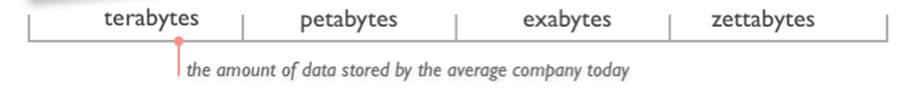 terabytes petabytes exabytes zettabytes
the amount of data stored by the average company today